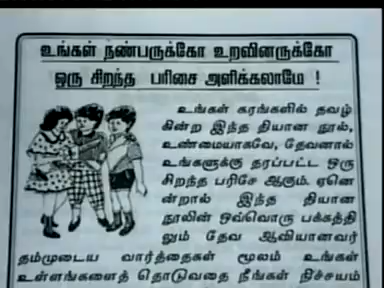 உங்கள் நண்பருக்கோ உறவினருக்கோ
ஒரு சிறந்த பரிசை அளிக்கலாமே !
உங்கள் கரங்களில் தவழ்
கின்ற இந்த தியான நூல்,
உண்மையாகவே, தேவனால்
உங்களுக்கு தரப்பட்ட ஒரு
சிறந்த பரிசே ஆகும். ஏனெ
ன்றால் இந்த தியான
நூலின் ஒவ்வொரு பக்கத்தி
லும் தேவ ஆவியானவர்
தம்முடைய வார்த்தைகள் மூலம் உங்கள்
உள்ளங்களைத் தொடுவதை நீங்கள் நிச்சயம்